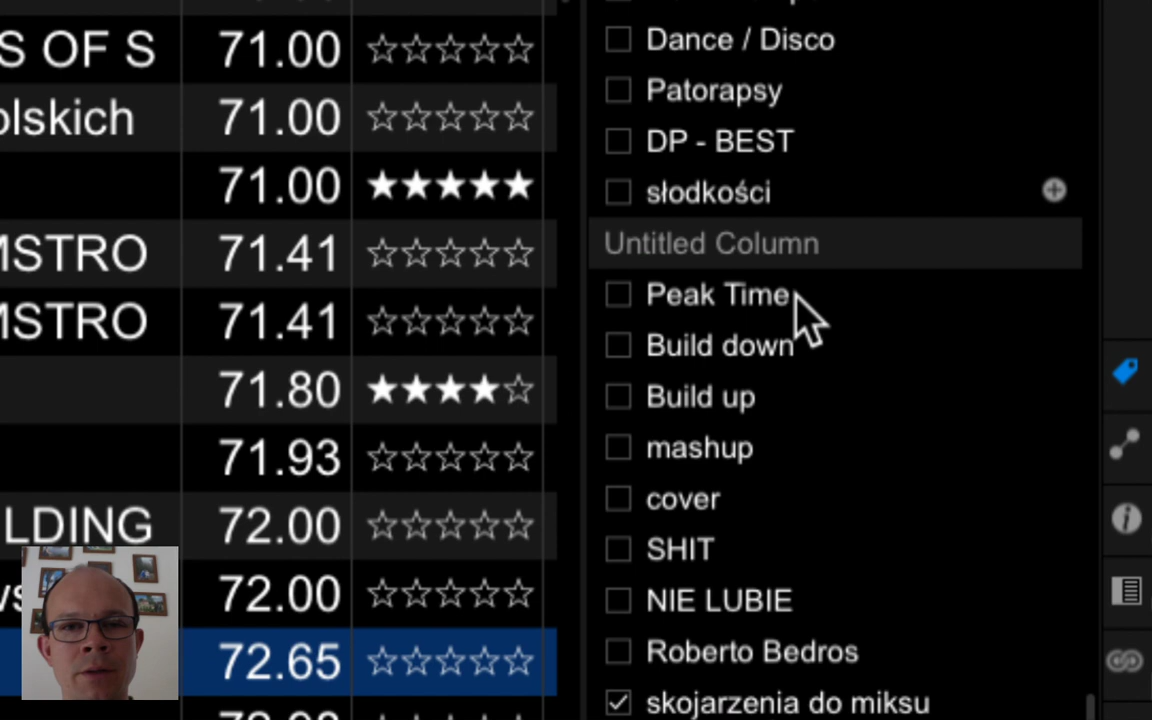 S OF S 71.00
olskich 71.00
71.00
MSTRO 71.41
MSTRO 71.41
71.80
71.93
LDING 72.00
72.00
72.65
Dance / Disco
Patorapsy
DP - BEST
słodkości
Untitled Column
Peak Time
Build down
Build up
mashup
cover
SHIT
NIE LUBIE
Roberto Bedros
skojarzenia do miksu